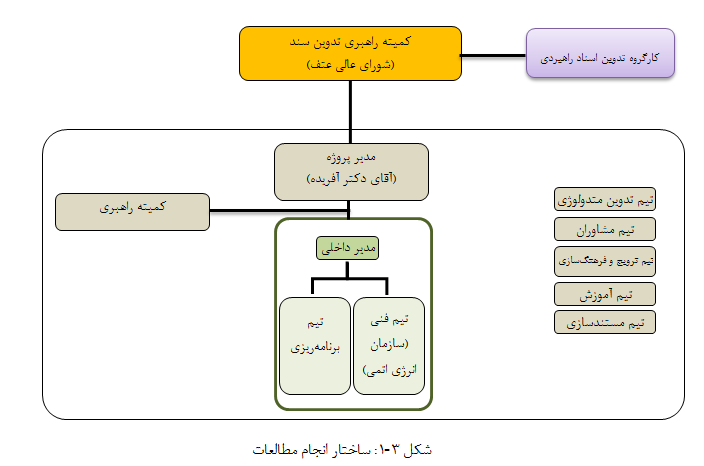 کمیته راهبری تدوین سند
(شورای عالی عتف)
کارگروه تدوین اسناد راهبردی
مدیر پروژه
(آقای دکتر آفریده)
کمیته راهبری
تیم تدوین متدولوژی
تیم مشاوران
تیم ترویج و فرهنگ‌سازی
تیم آموزش
تیم مستندسازی
مدیر داخلی
تیم فنی
(سازمان
انرژی اتمی)
تیم
برنامه‌ریزی
شکل ۳-۱: ساختار انجام مطالعات